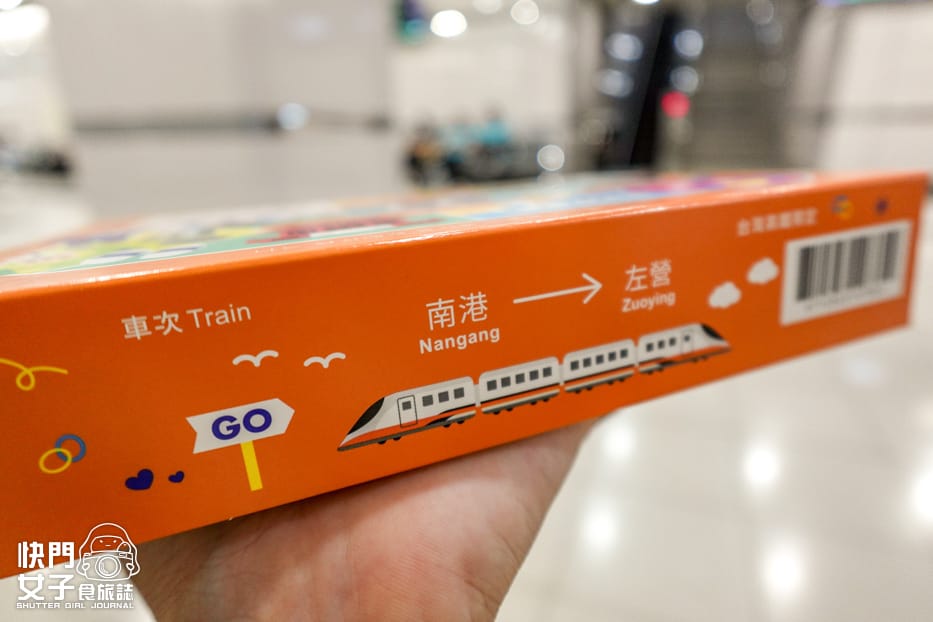 台灣高鐵限定
車次 Train
南港 → 左營
Nangang Zuoying
GO
快門
女子食旅誌
SHUTTER GIRL JOURNAL